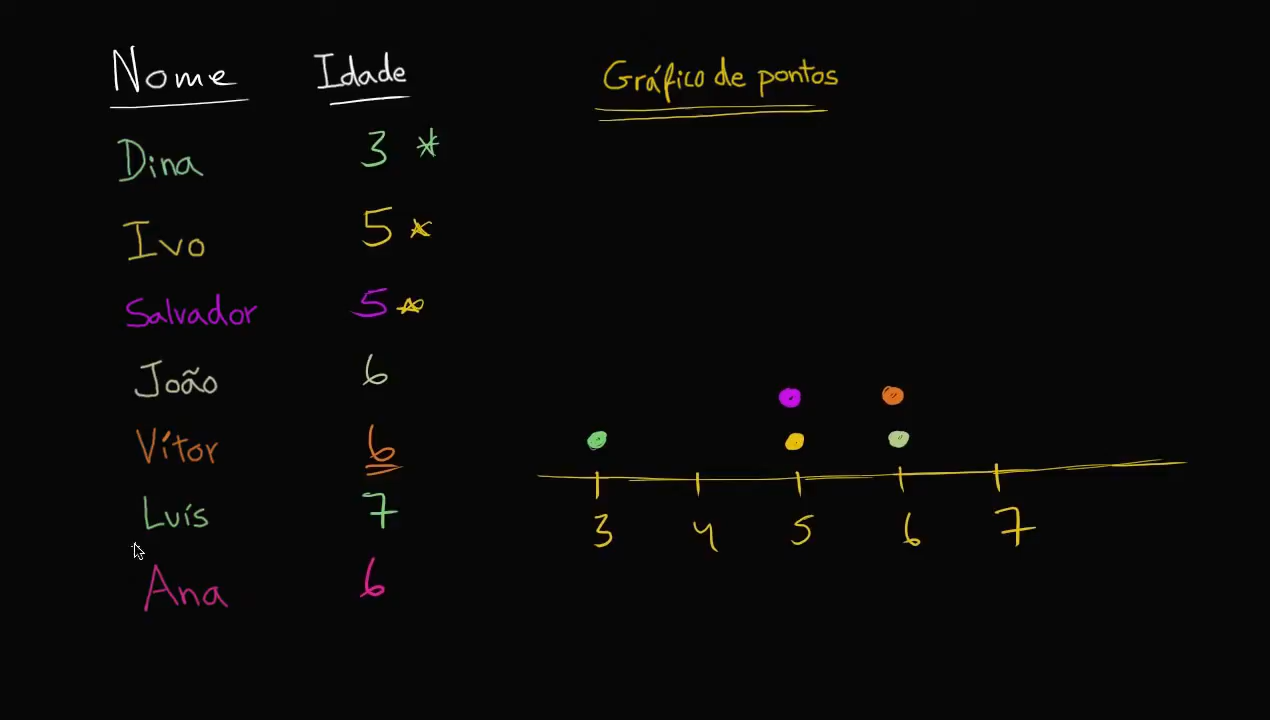 Nome Idade
Gráfico de pontos
Dina 3 *
Ivo 5
Salvador 5
João 6
Vítor 6
Luís 7
Ana 6
3 4 5 6 7